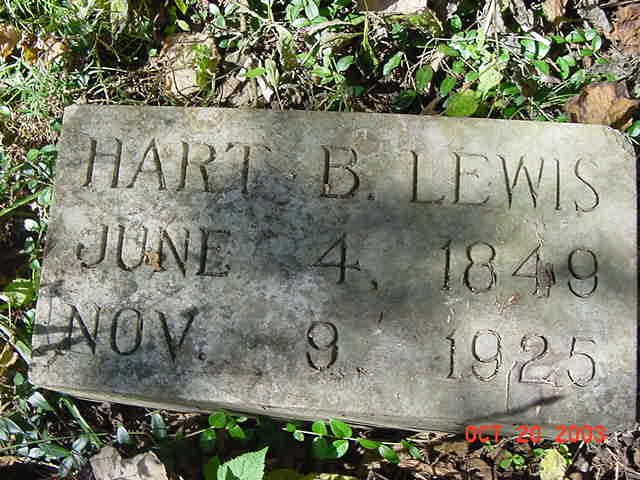 HART B. LEWIS
JUNE 4, 1849
NOV. 9, 1925
OCT 20 2003